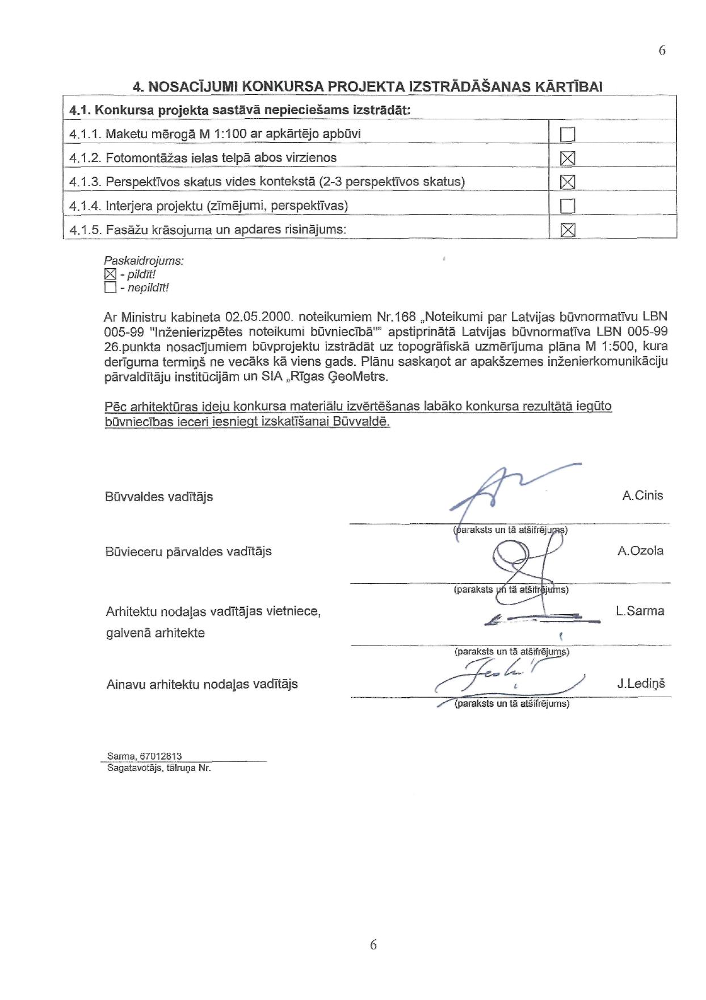 6
4. NOSACĪJUMI KONKURSA PROJEKTA IZSTRĀDĀŠANAS KĀRTĪBAI
4.1. Konkursa projekta sastāvā nepieciešams izstrādāt:
4.1.1. Maketu mērogā M 1:100 ar apkārtējo apbūvi ☐
4.1.2. Fotomontāžas ielas telpā abos virzienos ☒
4.1.3. Perspektīvos skatus vides kontekstā (2-3 perspektīvos skatus) ☒
4.1.4. Interjera projektu (zīmējumi, perspektīvas) ☐
4.1.5. Fasāžu krāsojuma un apdares risinājums: ☒
Paskaidrojums:
☒ - pildīt!
☐ - nepildīt!
Ar Ministru kabineta 02.05.2000. noteikumiem Nr.168 „Noteikumi par Latvijas būvnormatīvu LBN
005-99 "Inženierizpētes noteikumi būvniecībā"” apstiprinātā Latvijas būvnormatīva LBN 005-99
26.punkta nosacījumiem būvprojektu izstrādāt uz topogrāfiskā uzmērījuma plāna M 1:500, kura
derīguma termiņš ne vecāks kā viens gads. Plānu saskaņot ar apakšzemes inženierkomunikāciju
pārvaldītāju institūcijām un SIA „Rīgas ĢeoMetrs.
Pēc arhitektūras ideju konkursa materiālu izvērtēšanas labāko konkursa rezultātā iegūto
būvniecības ieceri iesniegt izskatīšanai Būvvaldē.
Būvvaldes vadītājs A.Cinis
(paraksts un tā atšifrējums)
Būvieceru pārvaldes vadītājs A.Ozola
(paraksts un tā atšifrējums)
Arhitektu nodaļas vadītājas vietniece, L.Sarma
galvenā arhitekte
(paraksts un tā atšifrējums)
Ainavu arhitektu nodaļas vadītājs J.Lediņš
(paraksts un tā atšifrējums)
Sarma, 67012813
Sagatavotājs, tālruņa Nr.
6